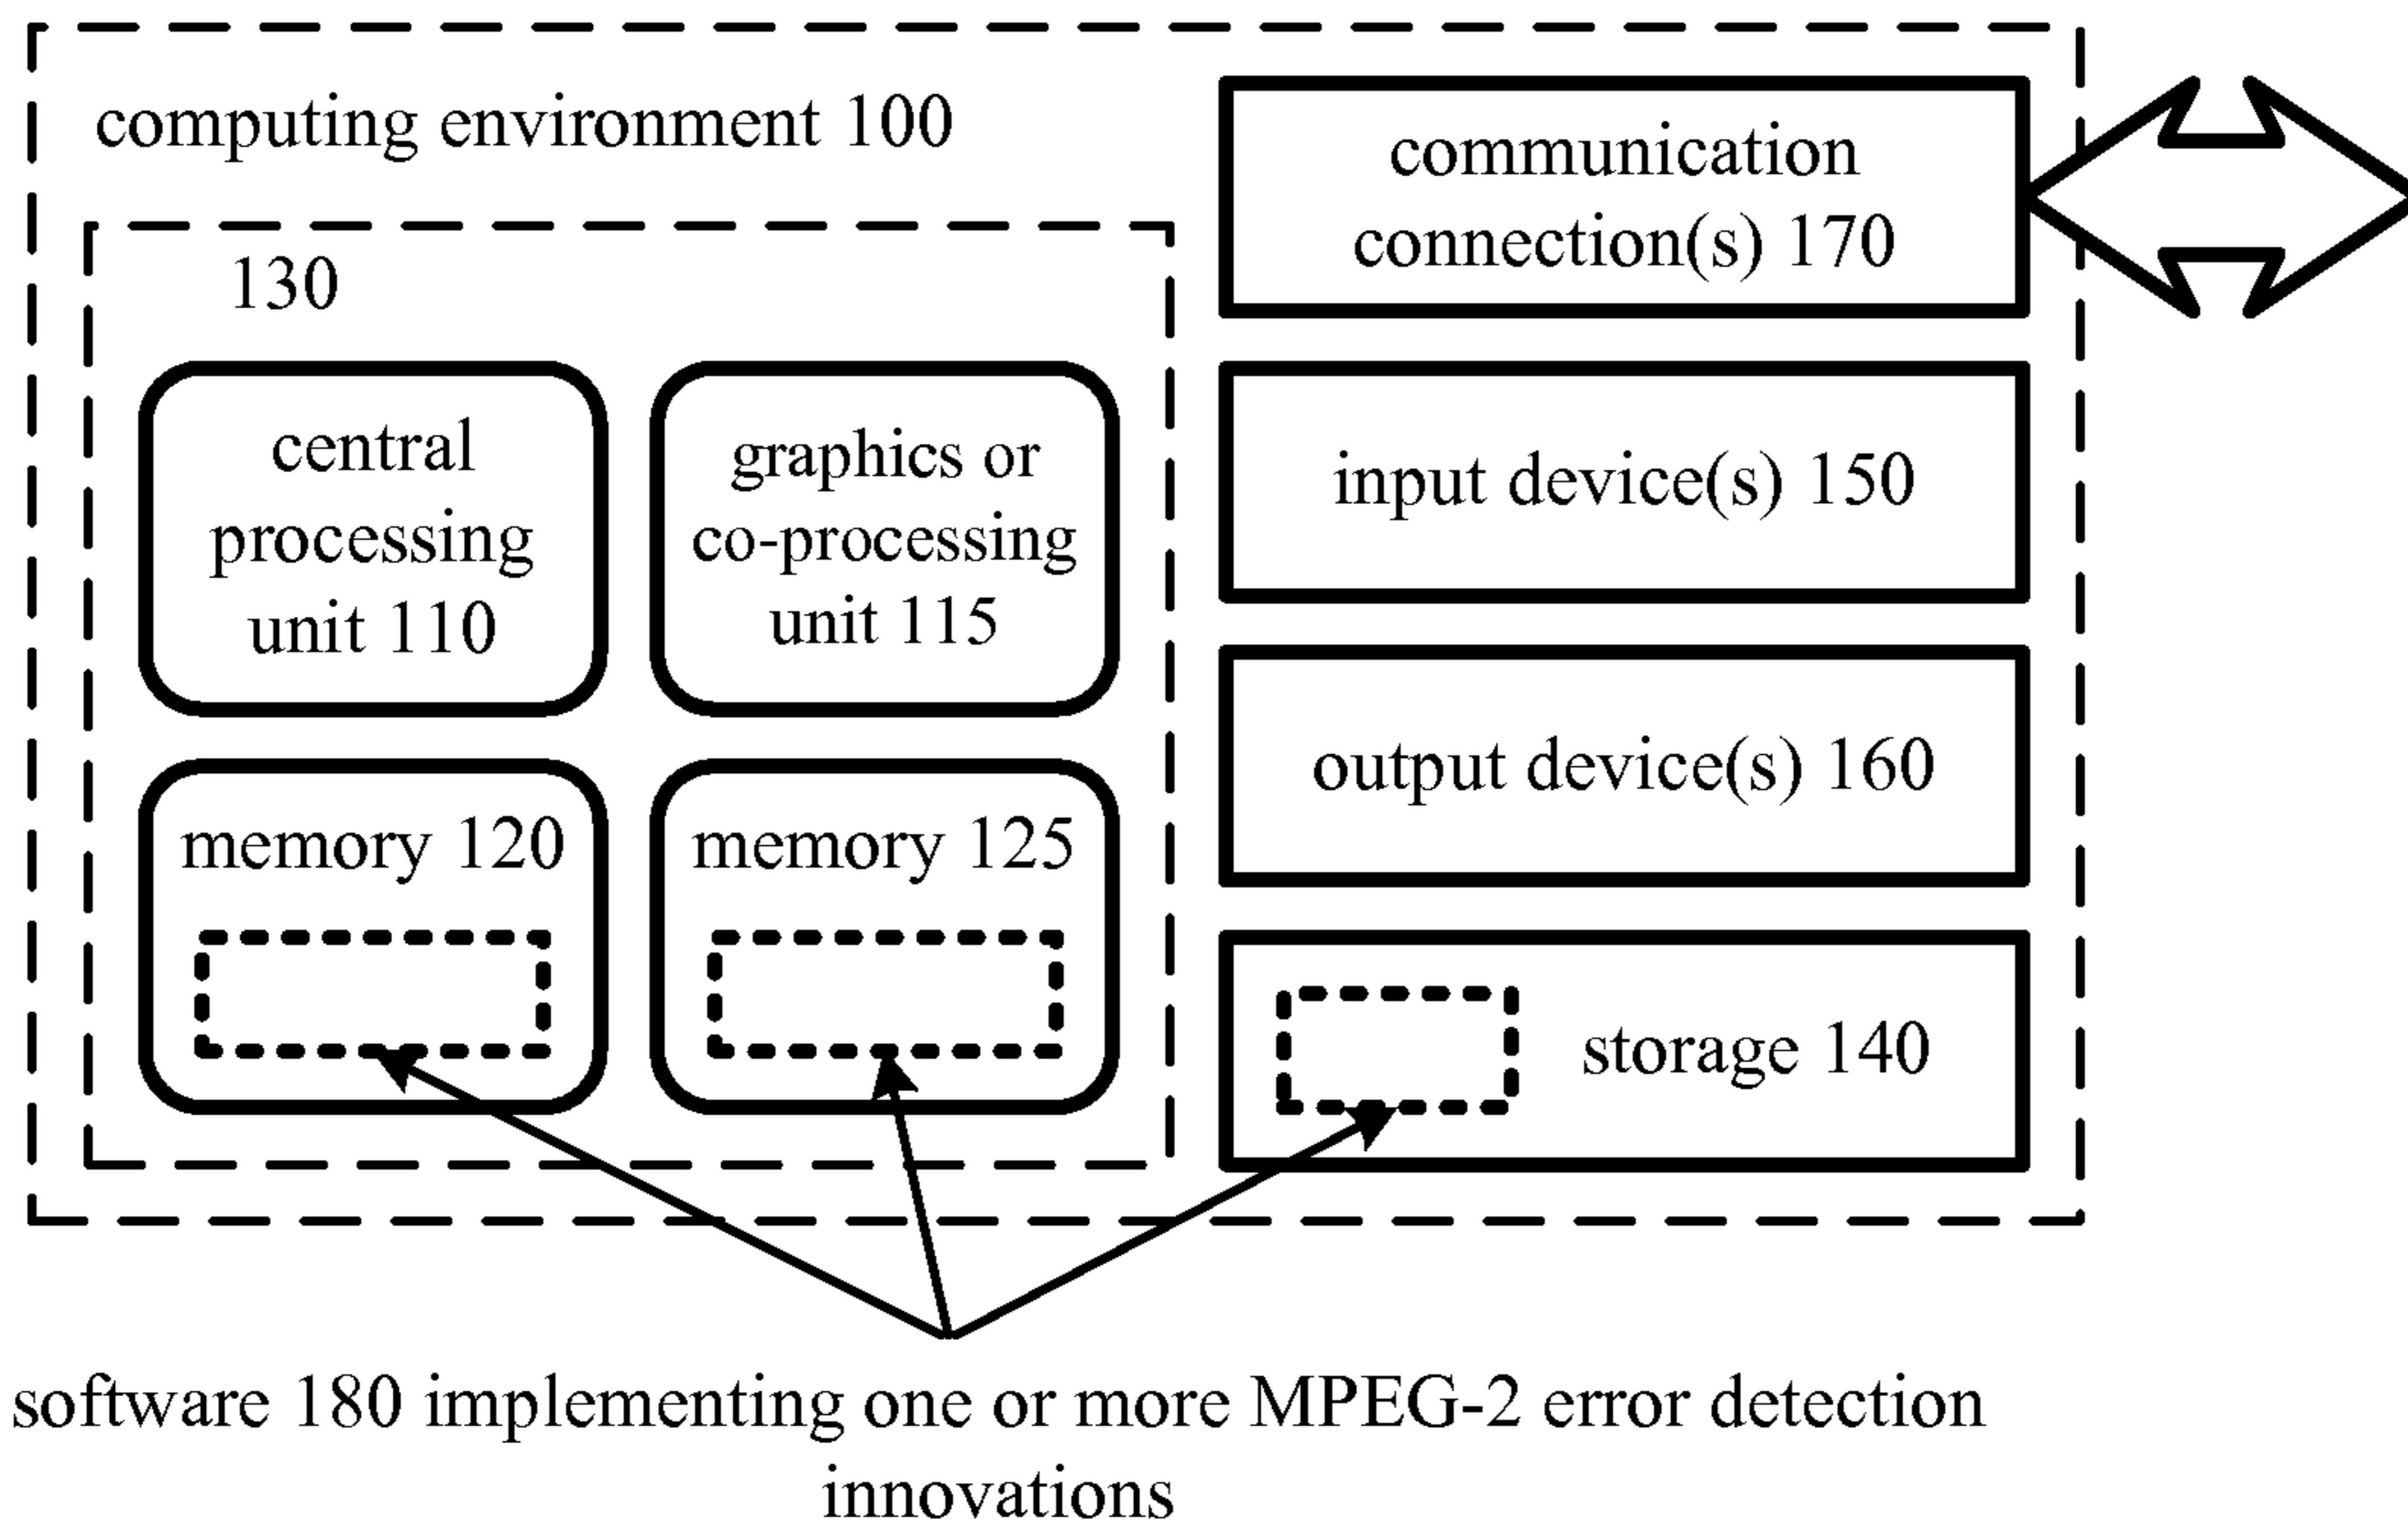 computing environment 100
130
central
processing
unit 110
graphics or
co-processing
unit 115
memory 120
memory 125
communication
connection(s) 170
input device(s) 150
output device(s) 160
storage 140
software 180 implementing one or more MPEG-2 error detection
innovations